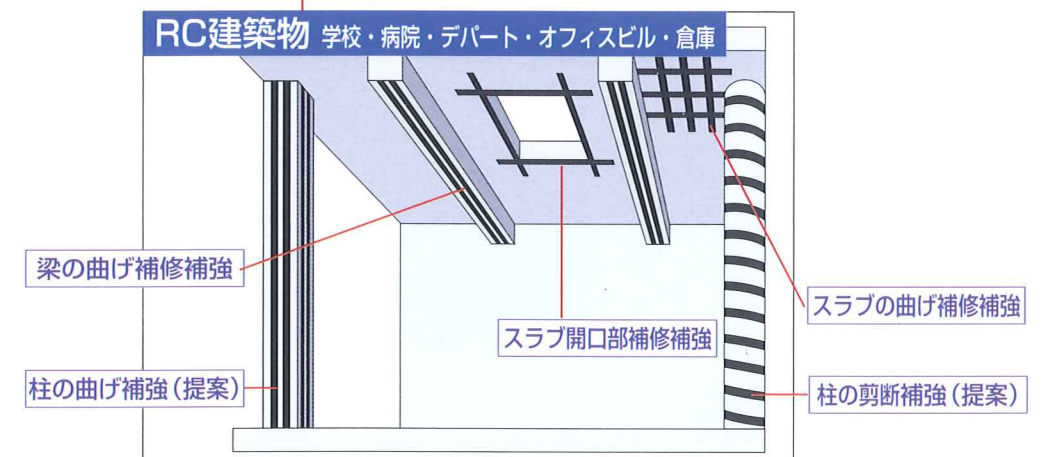 RC建築物 学校・病院・デパート・オフィスビル・倉庫
梁の曲げ補修補強
スラブの曲げ補修補強
スラブ開口部補修補強
柱の曲げ補強(提案)
柱の剪断補強(提案)